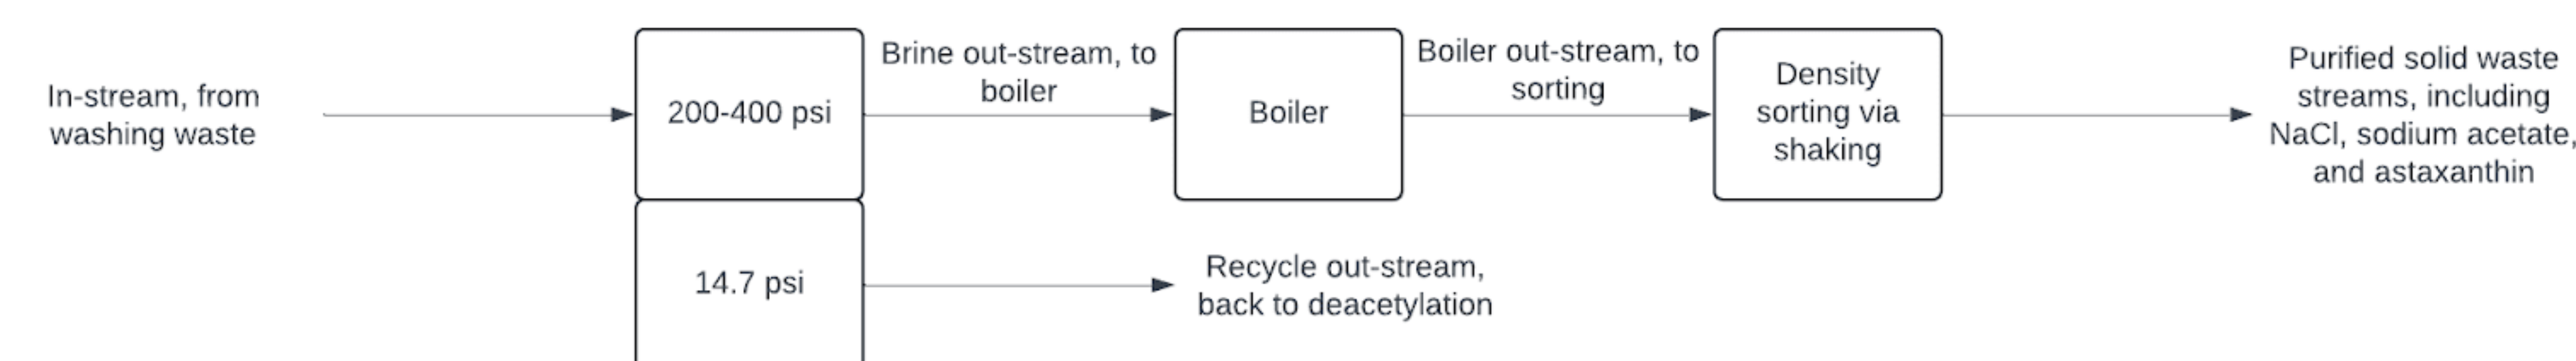 In-stream, from
washing waste
200-400 psi
Brine out-stream, to
boiler
Boiler
Boiler out-stream, to
sorting
Density
sorting via
shaking
Purified solid waste
streams, including
NaCl, sodium acetate,
and astaxanthin
14.7 psi
Recycle out-stream,
back to deacetylation